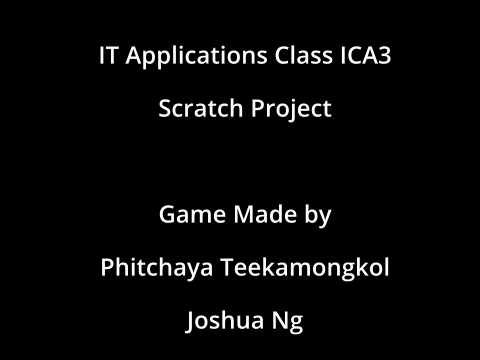 IT Applications Class ICA3
Scratch Project
Game Made by
Phitchaya Teekamongkol
Joshua Ng